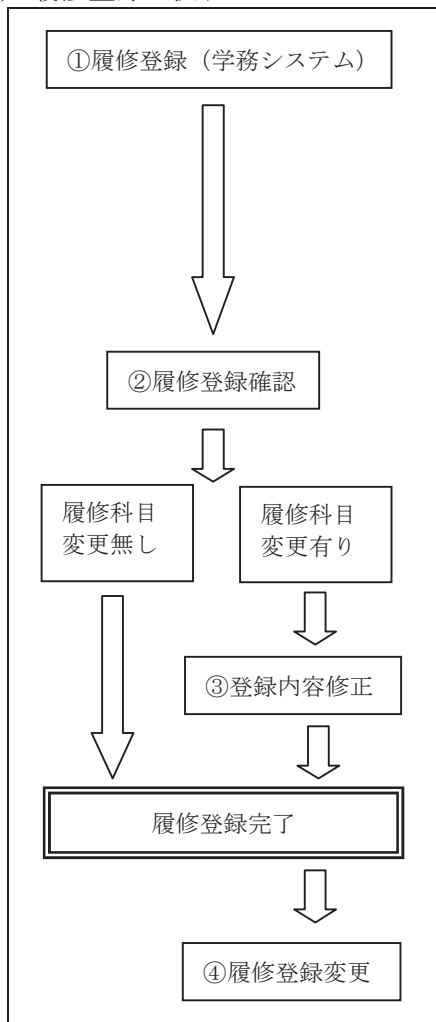 ①履修登録（学務システム）
②履修登録確認
履修科目
変更無し
履修科目
変更有り
③登録内容修正
履修登録完了
④履修登録変更